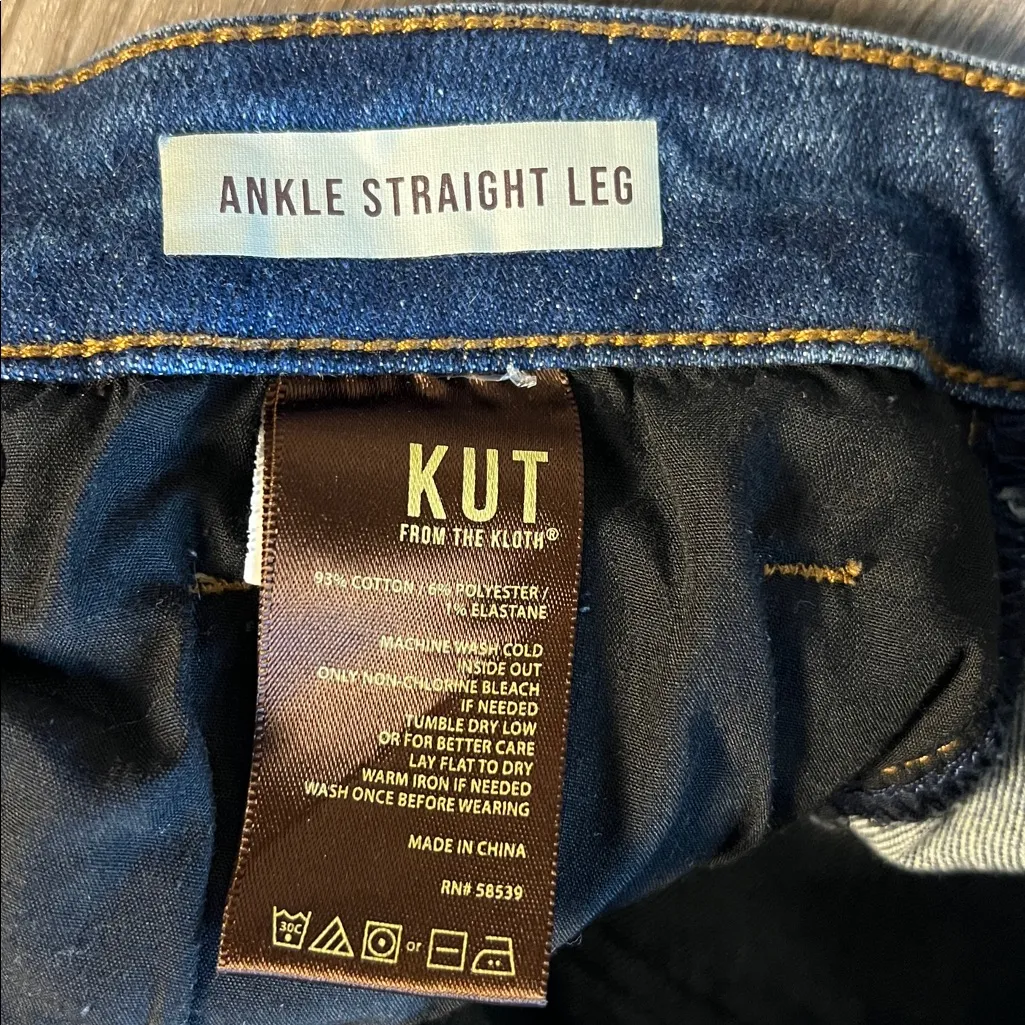 ANKLE STRAIGHT LEG
KUT
FROM THE KLOTH®
93% COTTON / 6% POLYESTER /
1% ELASTANE
MACHINE WASH COLD
INSIDE OUT
ONLY NON-CHLORINE BLEACH
IF NEEDED
TUMBLE DRY LOW
OR FOR BETTER CARE
LAY FLAT TO DRY
WARM IRON IF NEEDED
WASH ONCE BEFORE WEARING
MADE IN CHINA
RN# 58539
30C or